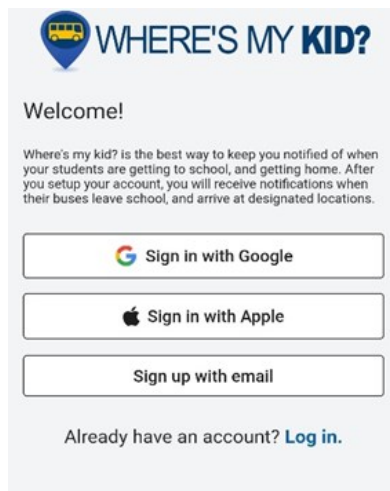 WHERE'S MY KID?
Welcome!
Where's my kid? is the best way to keep you notified of when
your students are getting to school, and getting home. After
you setup your account, you will receive notifications when
their buses leave school, and arrive at designated locations.
Sign in with Google
Sign in with Apple
Sign up with email
Already have an account? Log in.